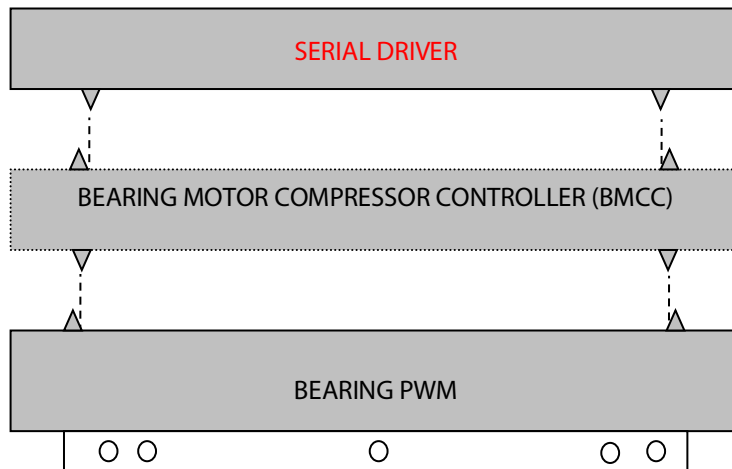 SERIAL DRIVER
BEARING MOTOR COMPRESSOR CONTROLLER (BMCC)
BEARING PWM